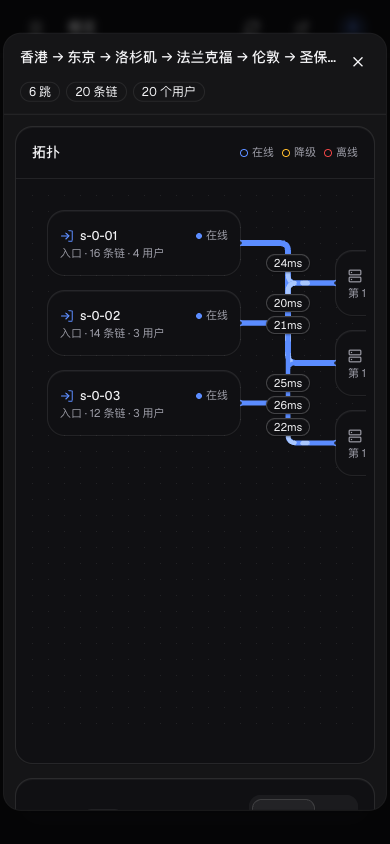 香港 → 东京 → 洛杉矶 → 法兰克福 → 伦敦 → 圣保...
6 跳
20 条链
20 个用户
拓扑
在线
降级
离线
s-0-01
在线
入口 · 16 条链 · 4 用户
s-0-02
在线
入口 · 14 条链 · 3 用户
s-0-03
在线
入口 · 12 条链 · 3 用户
24ms
20ms
21ms
25ms
26ms
22ms
第 1
第 1
第 1